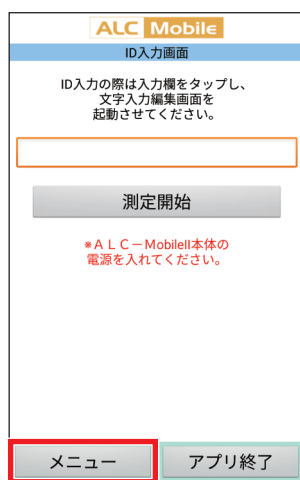 ALC Mobile
ID入力画面
ID入力の際は入力欄をタップし、
文字入力編集画面を
起動させてください。
測定開始
*ＡＬＣ－MobileII本体の
電源を入れてください。
メニュー
アプリ終了